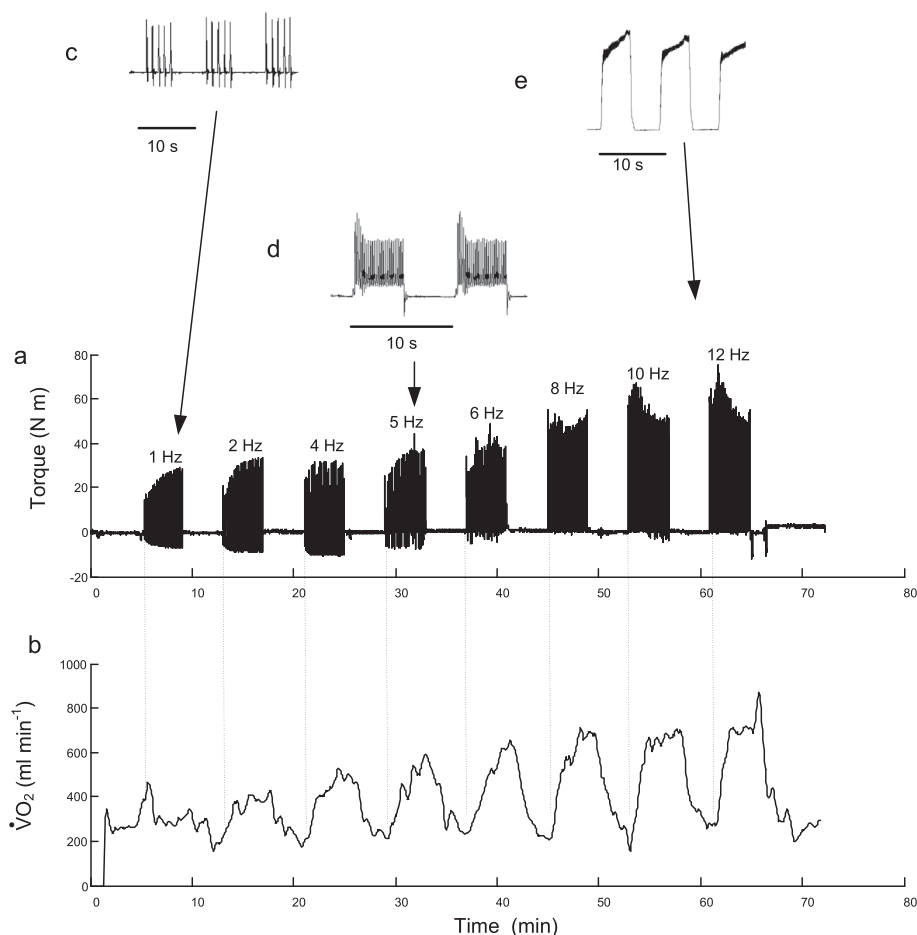 c
10 s
e
10 s
d
10 s
a
Torque (N m)
80
60
40
20
0
-20
1 Hz
2 Hz
4 Hz
5 Hz
6 Hz
8 Hz
10 Hz
12 Hz
0 10 20 30 40 50 60 70 80
b
V̇O₂ (ml min⁻¹)
1000
800
600
400
200
0
0 10 20 30 40 50 60 70 80
Time (min)